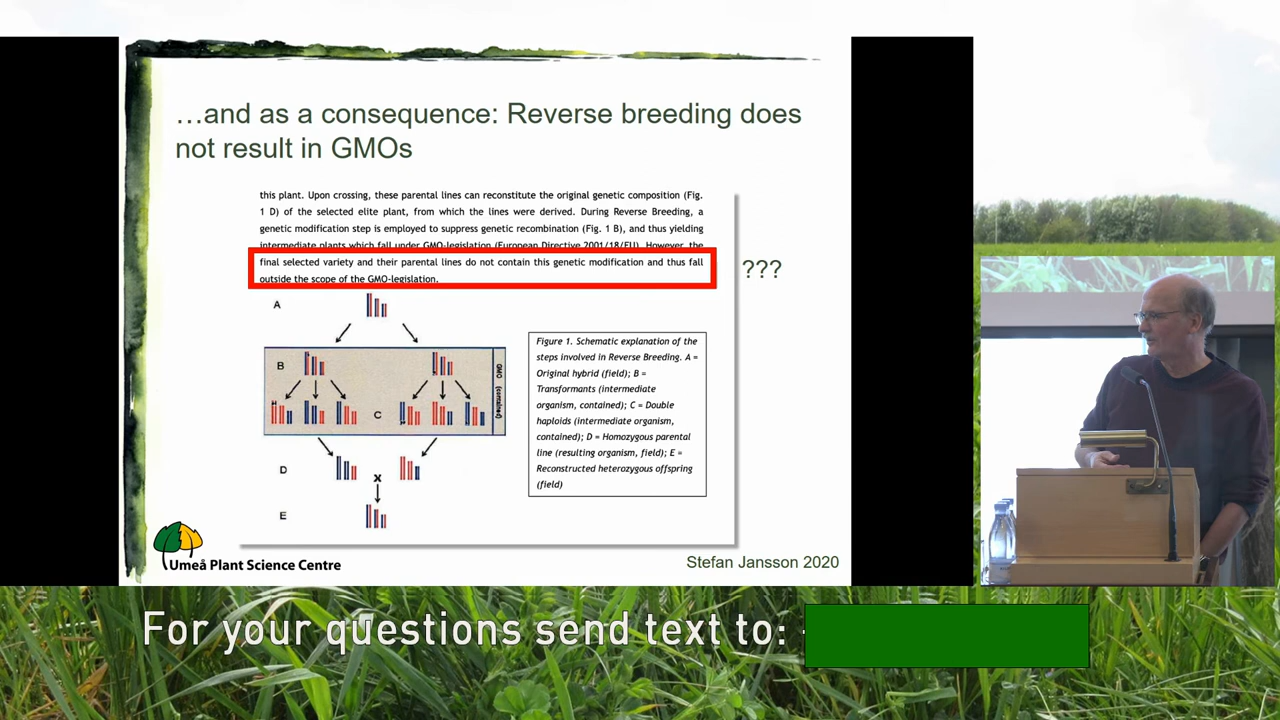 …and as a consequence: Reverse breeding does
not result in GMOs
this plant. Upon crossing, these parental lines can reconstitute the original genetic composition (Fig.
1 D) of the selected elite plant, from which the lines were derived. During Reverse Breeding, a
genetic modification step is employed to suppress genetic recombination (Fig. 1 B), and thus yielding
intermediate plants which fall under GMO-legislation (European Directive 2001/18/EU). However, the
final selected variety and their parental lines do not contain this genetic modification and thus fall
outside the scope of the GMO-legislation.
???
A
B
C
GMO (contained)
D
X
E
Figure 1. Schematic explanation of the
steps involved in Reverse Breeding. A =
Original hybrid (field); B =
Transformants (intermediate
organism, contained); C = Double
haploids (intermediate organism,
contained); D = Homozygous parental
line (resulting organism, field); E =
Reconstructed heterozygous offspring
(field)
Umeå Plant Science Centre
Stefan Jansson 2020
For your questions send text to: